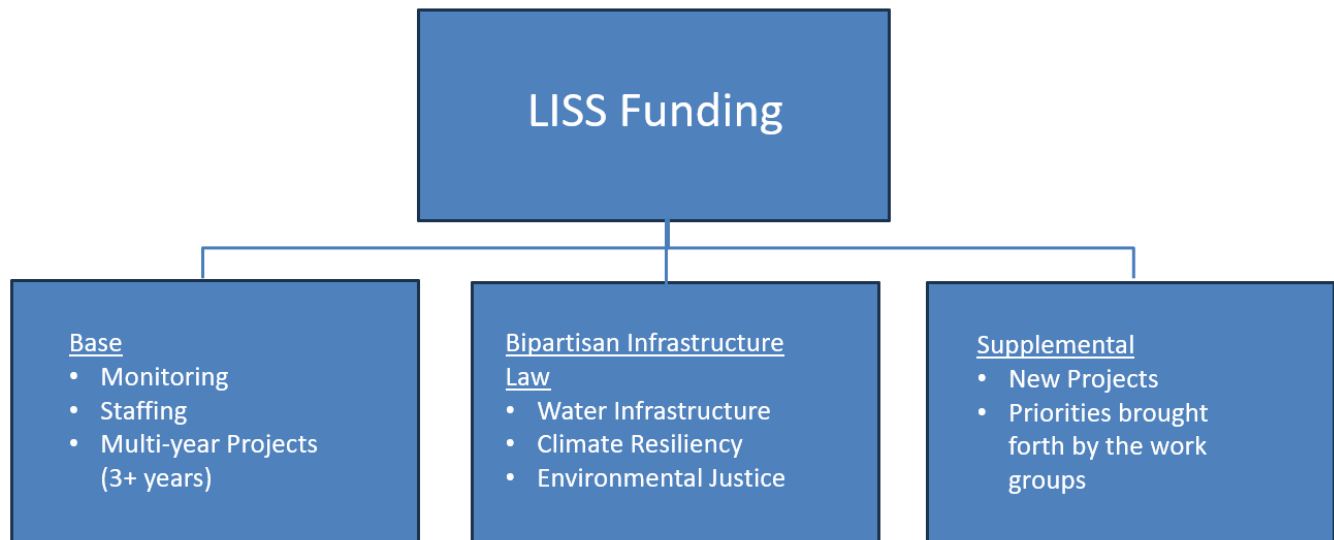 LISS Funding
Base
• Monitoring
• Staffing
• Multi-year Projects
(3+ years)
Bipartisan Infrastructure
Law
• Water Infrastructure
• Climate Resiliency
• Environmental Justice
Supplemental
• New Projects
• Priorities brought
forth by the work
groups